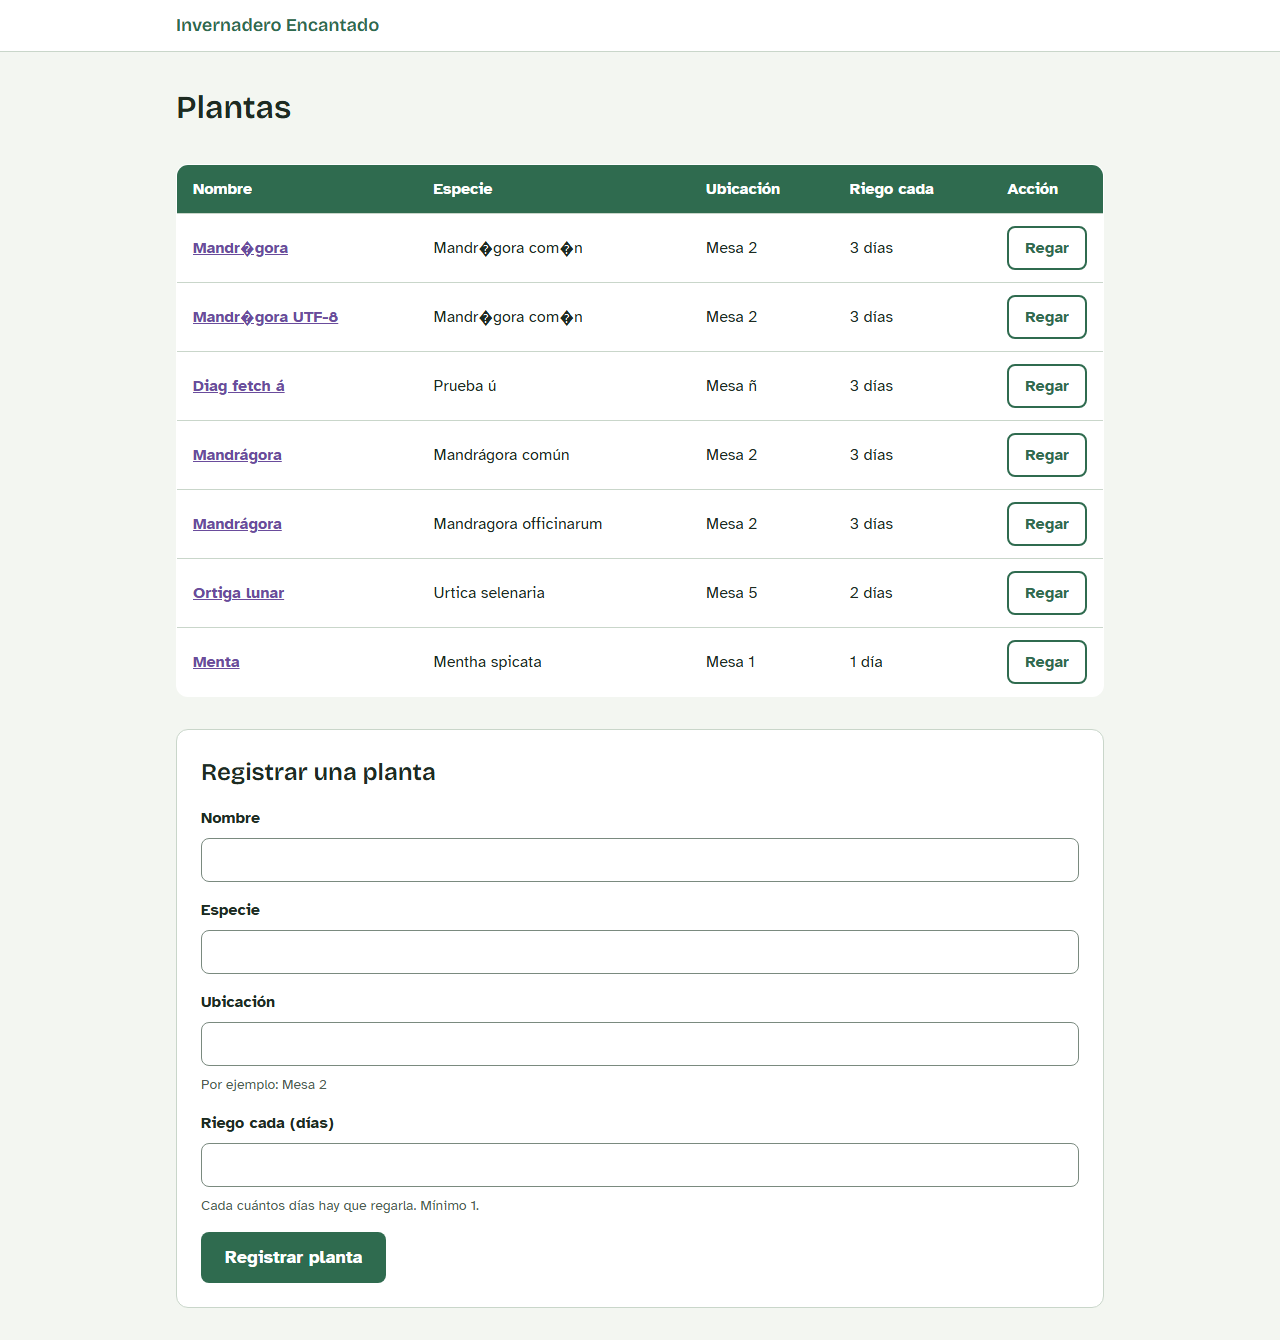 Invernadero Encantado
Plantas
Nombre Especie Ubicación Riego cada Acción
Mandr�gora Mandr�gora com�n Mesa 2 3 días Regar
Mandr�gora UTF-8 Mandr�gora com�n Mesa 2 3 días Regar
Diag fetch á Prueba ú Mesa ñ 3 días Regar
Mandrágora Mandrágora común Mesa 2 3 días Regar
Mandrágora Mandragora officinarum Mesa 2 3 días Regar
Ortiga lunar Urtica selenaria Mesa 5 2 días Regar
Menta Mentha spicata Mesa 1 1 día Regar
Registrar una planta
Nombre
Especie
Ubicación
Por ejemplo: Mesa 2
Riego cada (días)
Cada cuántos días hay que regarla. Mínimo 1.
Registrar planta